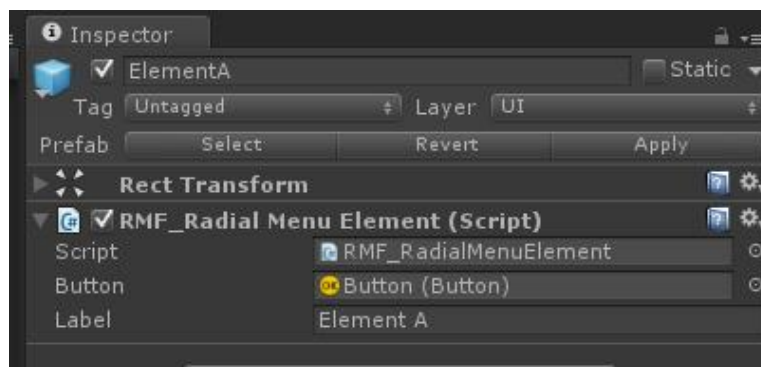 Inspector
ElementA Static
Tag Untagged Layer UI
Prefab Select Revert Apply
Rect Transform
RMF_Radial Menu Element (Script)
Script RMF_RadialMenuElement
Button Button (Button)
Label Element A